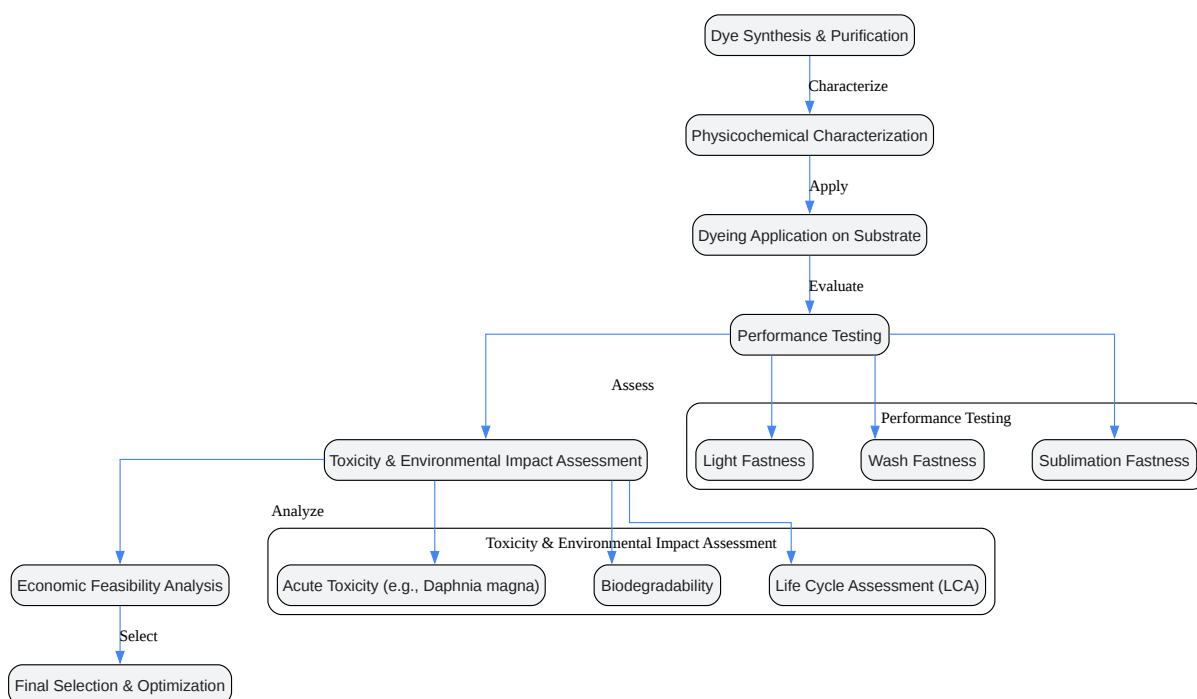 Dye Synthesis & Purification
Characterize
Physicochemical Characterization
Apply
Dyeing Application on Substrate
Evaluate
Performance Testing
Assess
Performance Testing
Light Fastness
Wash Fastness
Sublimation Fastness
Toxicity & Environmental Impact Assessment
Analyze
Toxicity & Environmental Impact Assessment
Acute Toxicity (e.g., Daphnia magna)
Biodegradability
Life Cycle Assessment (LCA)
Economic Feasibility Analysis
Select
Final Selection & Optimization